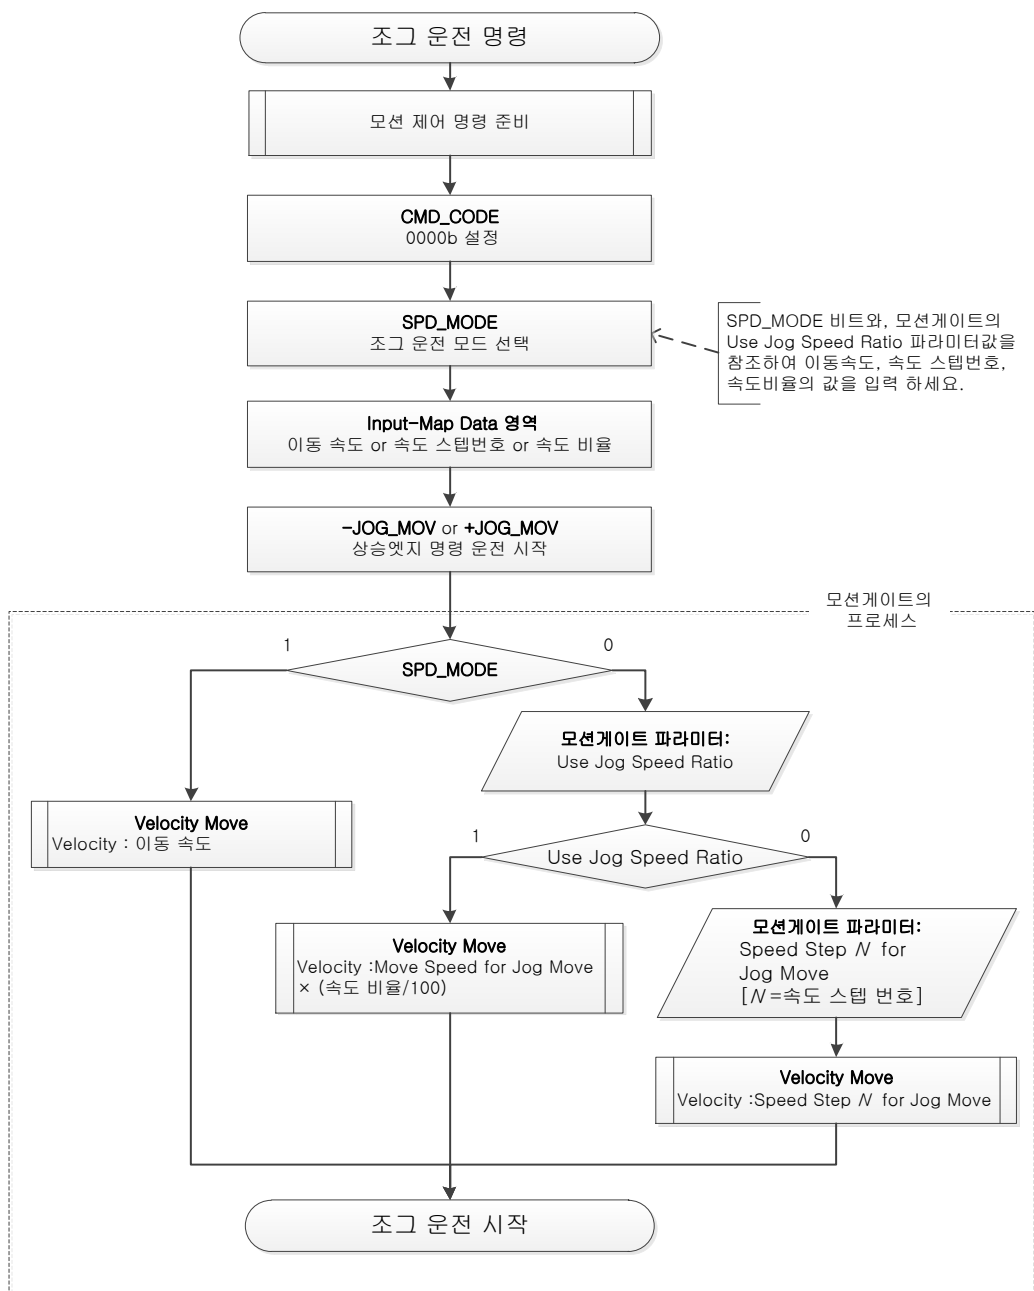 조그 운전 명령
모션 제어 명령 준비
CMD_CODE
0000b 설정
SPD_MODE
조그 운전 모드 선택
SPD_MODE 비트와, 모션게이트의
Use Jog Speed Ratio 파라미터값을
참조하여 이동속도, 속도 스텝번호,
속도비율의 값을 입력 하세요.
Input-Map Data 영역
이동 속도 or 속도 스텝번호 or 속도 비율
-JOG_MOV or +JOG_MOV
상승엣지 명령 운전 시작
모션게이트의
프로세스
1
0
SPD_MODE
모션게이트 파라미터:
Use Jog Speed Ratio
Velocity Move
Velocity : 이동 속도
1
0
Use Jog Speed Ratio
Velocity Move
Velocity :Move Speed for Jog Move
× (속도 비율/100)
모션게이트 파라미터:
Speed Step N for
Jog Move
[N=속도 스텝 번호]
Velocity Move
Velocity :Speed Step N for Jog Move
조그 운전 시작